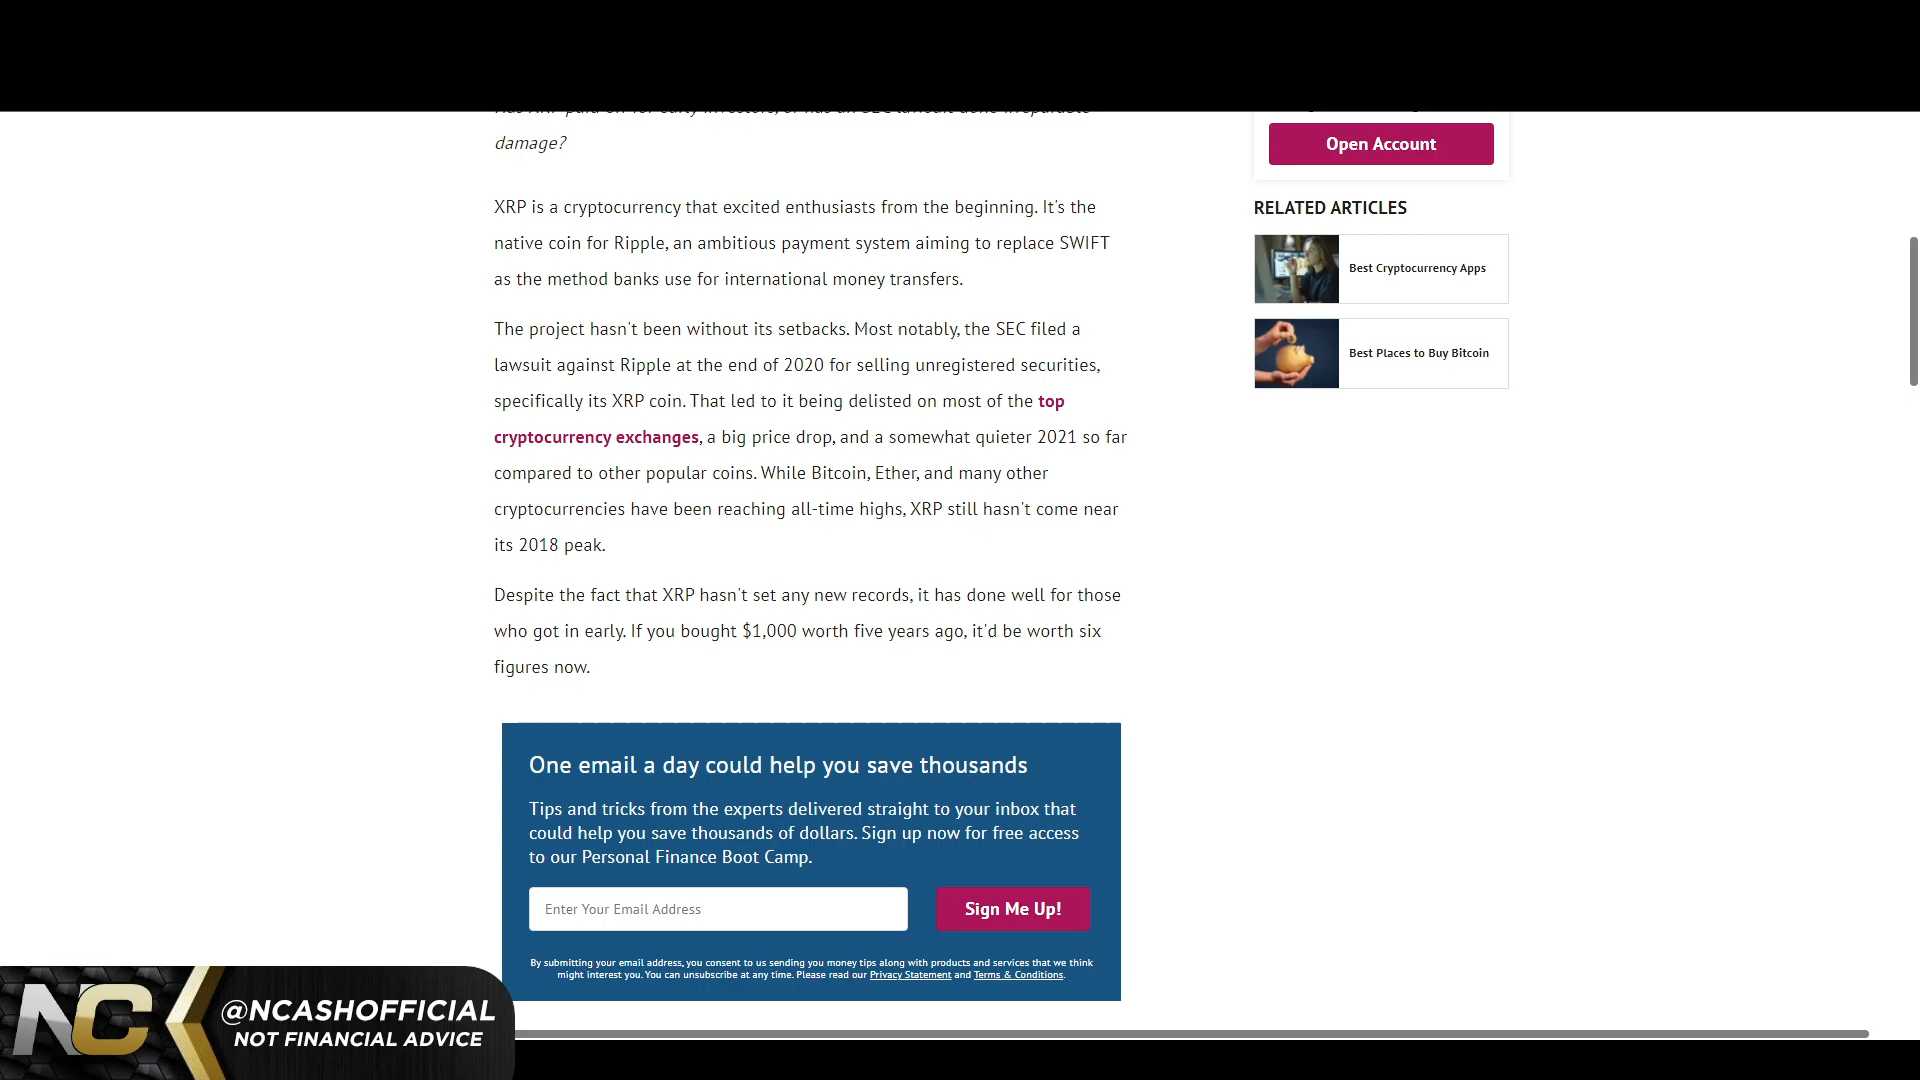 damage?
XRP is a cryptocurrency that excited enthusiasts from the beginning. It's the
native coin for Ripple, an ambitious payment system aiming to replace SWIFT
as the method banks use for international money transfers.
The project hasn't been without its setbacks. Most notably, the SEC filed a
lawsuit against Ripple at the end of 2020 for selling unregistered securities,
specifically its XRP coin. That led to it being delisted on most of the top
cryptocurrency exchanges, a big price drop, and a somewhat quieter 2021 so far
compared to other popular coins. While Bitcoin, Ether, and many other
cryptocurrencies have been reaching all-time highs, XRP still hasn't come near
its 2018 peak.
Despite the fact that XRP hasn't set any new records, it has done well for those
who got in early. If you bought $1,000 worth five years ago, it'd be worth six
figures now.
One email a day could help you save thousands
Tips and tricks from the experts delivered straight to your inbox that
could help you save thousands of dollars. Sign up now for free access
to our Personal Finance Boot Camp.
Enter Your Email Address
Sign Me Up!
By submitting your email address, you consent to us sending you money tips along with products and services that we think
might interest you. You can unsubscribe at any time. Please read our Privacy Statement and Terms & Conditions.
Open Account
RELATED ARTICLES
Best Cryptocurrency Apps
Best Places to Buy Bitcoin
NC
@NCASHOFFICIAL
NOT FINANCIAL ADVICE